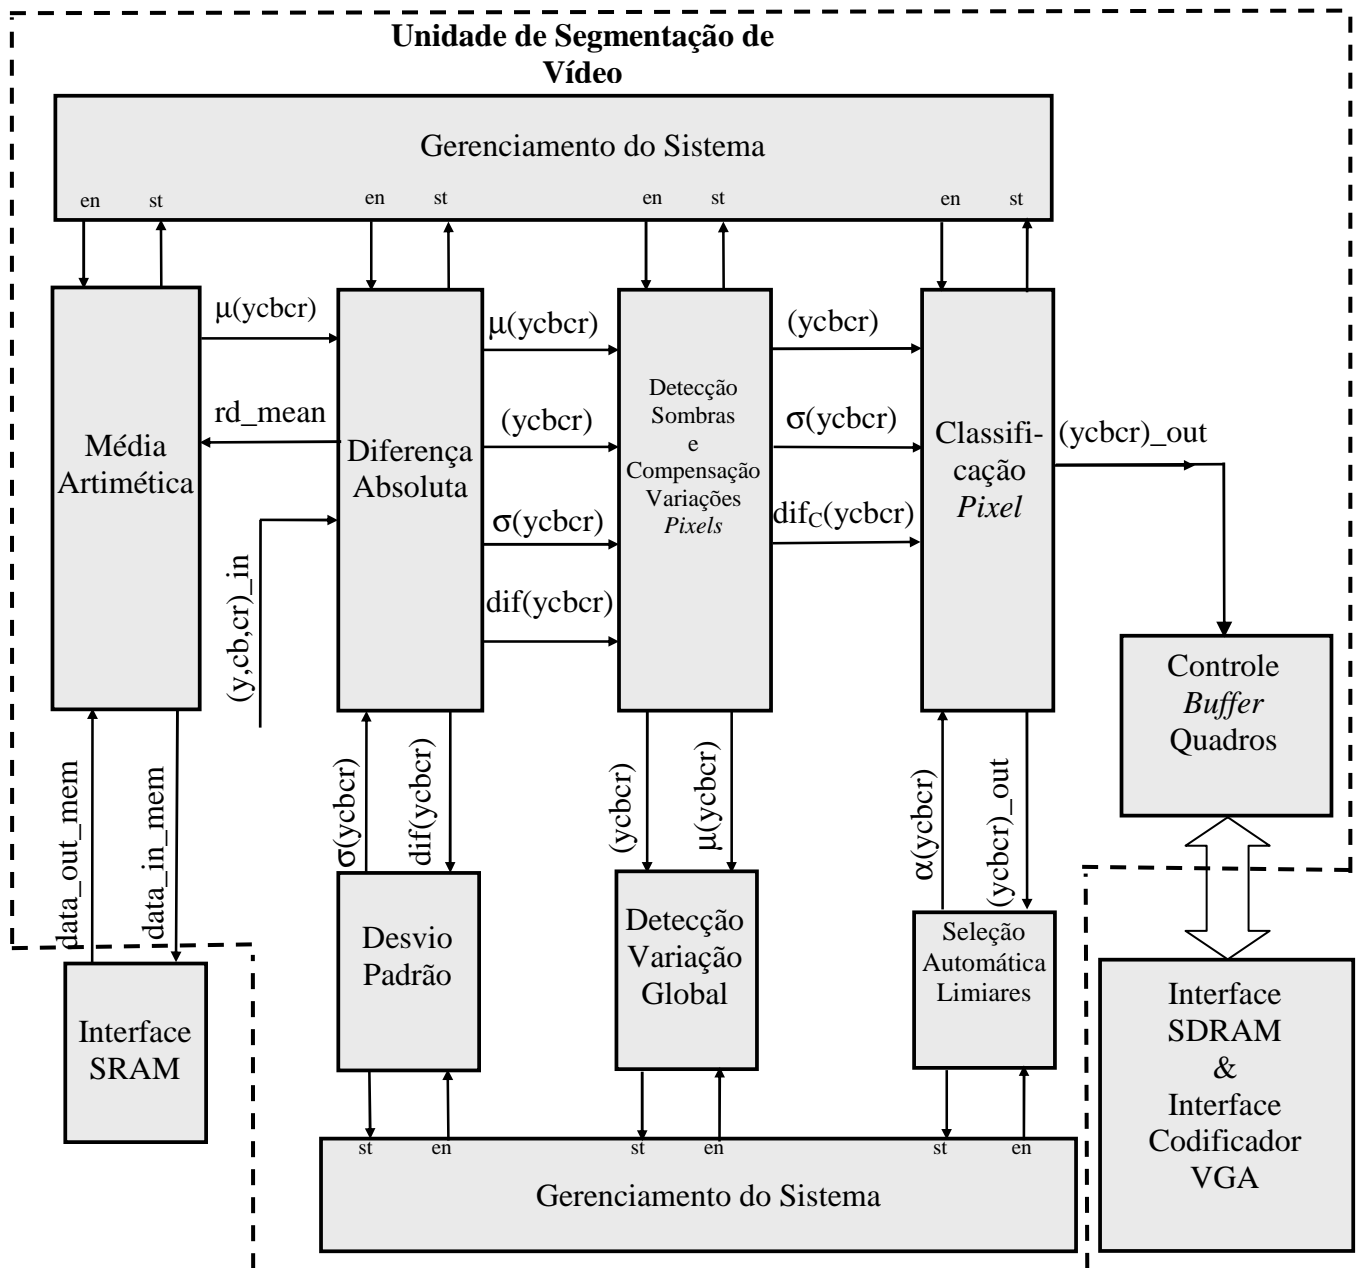 Unidade de Segmentação de
Vídeo
Gerenciamento do Sistema
en st en st en st en st
μ(ycbcr)
rd_mean
Média
Artimética
(y,cb,cr)_in
Diferença
Absoluta
μ(ycbcr)
(ycbcr)
σ(ycbcr)
dif(ycbcr)
Detecção
Sombras
e
Compensação
Variações
Pixels
(ycbcr)
σ(ycbcr)
dif_C(ycbcr)
Classifi-
cação
Pixel
(ycbcr)_out
Controle
Buffer
Quadros
data_out_mem
data_in_mem
σ(ycbcr)
dif(ycbcr)
(ycbcr)
μ(ycbcr)
α(ycbcr)
(ycbcr)_out
Interface
SRAM
Desvio
Padrão
Detecção
Variação
Global
Seleção
Automática
Limiares
Interface
SDRAM
&
Interface
Codificador
VGA
st en st en st en
Gerenciamento do Sistema